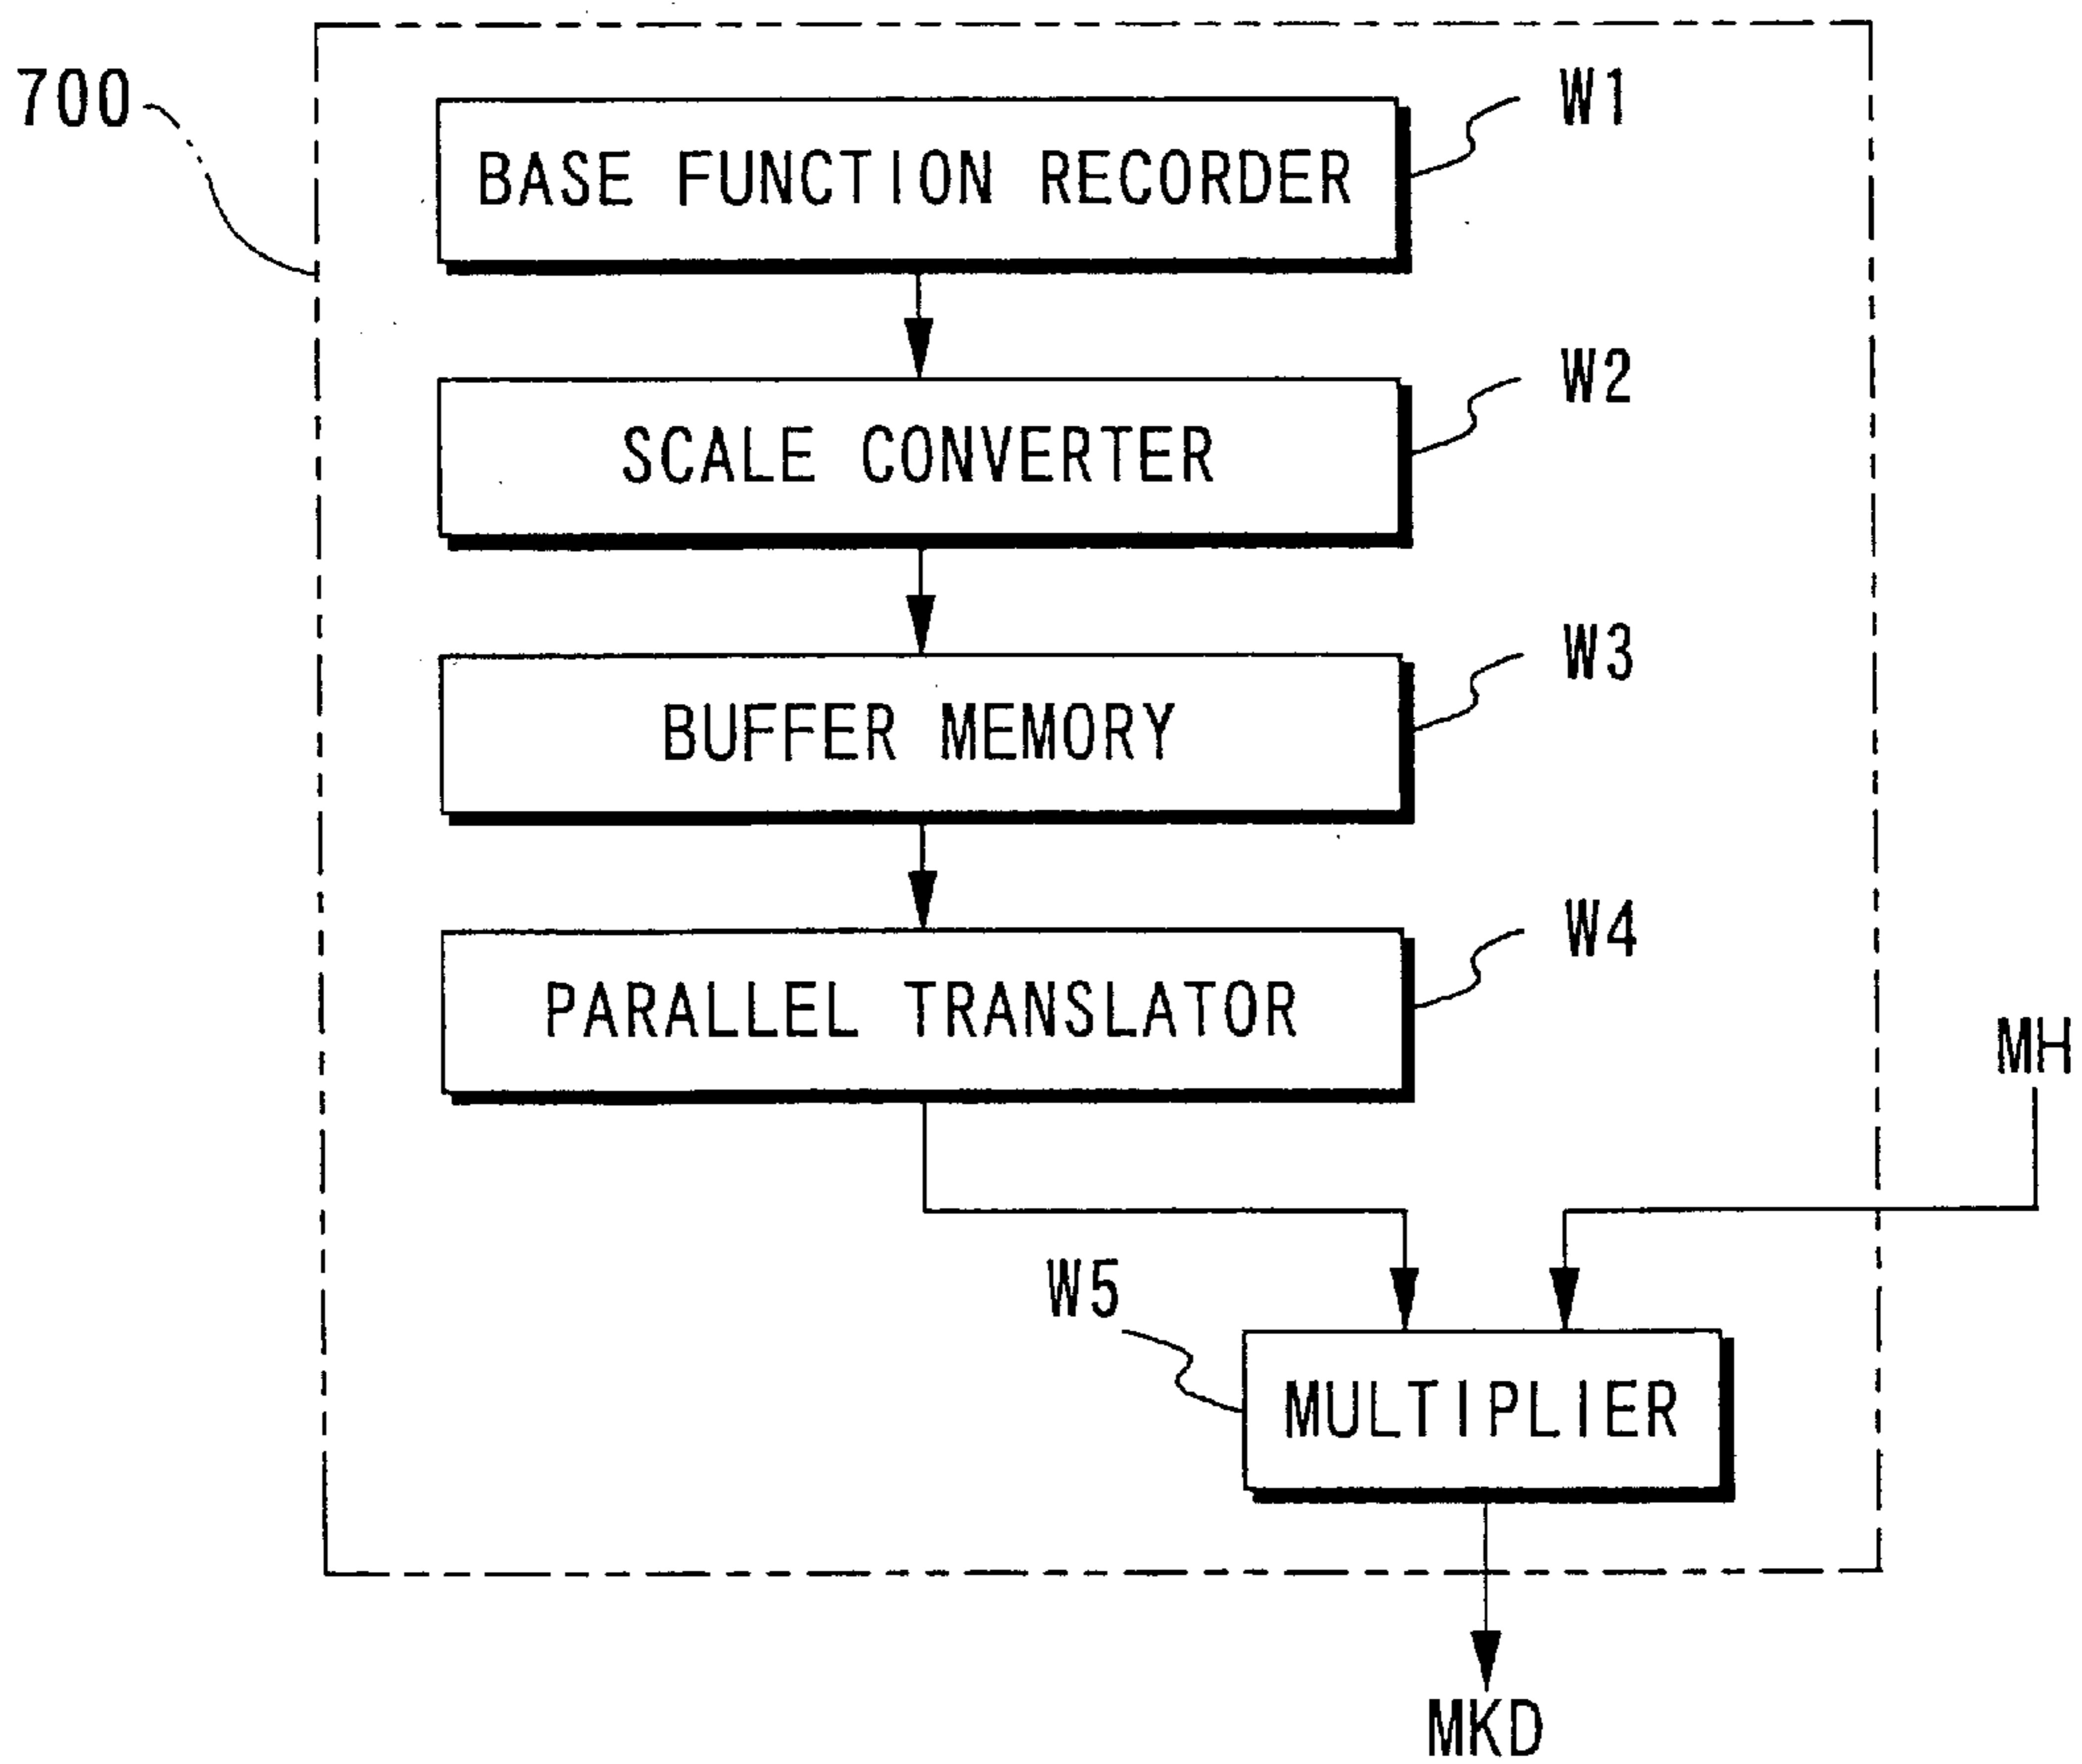 700
W1
BASE FUNCTION RECORDER
W2
SCALE CONVERTER
W3
BUFFER MEMORY
W4
PARALLEL TRANSLATOR
MH
W5
MULTIPLIER
MKD